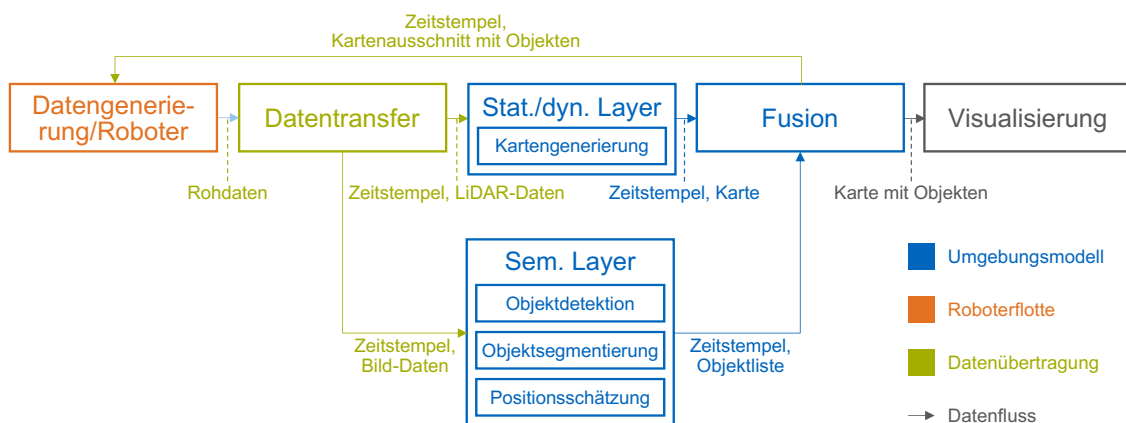 Zeitstempel,
Kartenausschnitt mit Objekten
Datengenerie-
rung/Roboter
Datentransfer
Stat./dyn. Layer
Kartengenerierung
Fusion
Visualisierung
Rohdaten
Zeitstempel, LiDAR-Daten
Zeitstempel, Karte
Karte mit Objekten
Sem. Layer
Objektdetektion
Objektsegmentierung
Positionsschätzung
Zeitstempel,
Bild-Daten
Zeitstempel,
Objektliste
Umgebungsmodell
Roboterflotte
Datenübertragung
Datenfluss